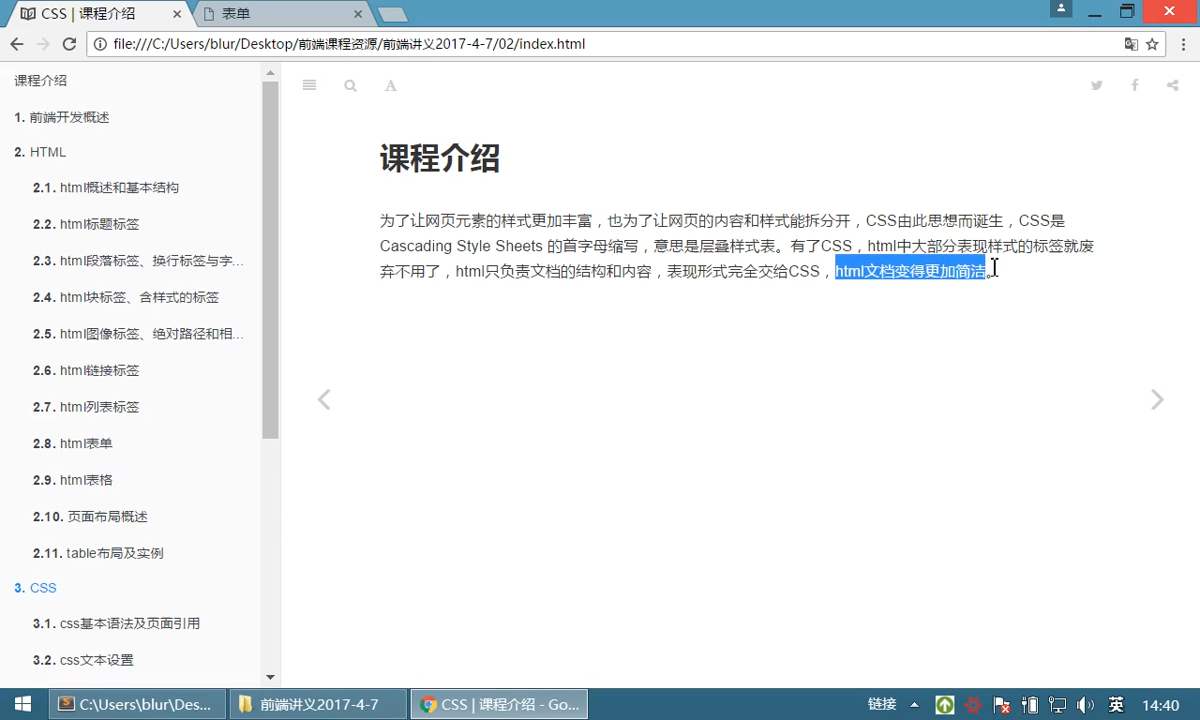 CSS | 课程介绍
表单
file:///C:/Users/blur/Desktop/前端课程资源/前端讲义2017-4-7/02/index.html
课程介绍
1. 前端开发概述
2. HTML
2.1. html概述和基本结构
2.2. html标题标签
2.3. html段落标签、换行标签与字...
2.4. html块标签、含样式的标签
2.5. html图像标签、绝对路径和相...
2.6. html链接标签
2.7. html列表标签
2.8. html表单
2.9. html表格
2.10. 页面布局概述
2.11. table布局及实例
3. CSS
3.1. css基本语法及页面引用
3.2. css文本设置
A
课程介绍
为了让网页元素的样式更加丰富，也为了让网页的内容和样式能拆分开，CSS由此思想而诞生，CSS是
Cascading Style Sheets 的首字母缩写，意思是层叠样式表。有了CSS，html中大部分表现样式的标签就废
弃不用了，html只负责文档的结构和内容，表现形式完全交给CSS，html文档变得更加简洁。
C:\Users\blur\Des...
前端讲义2017-4-7
CSS | 课程介绍 - Go...
链接
英
14:40